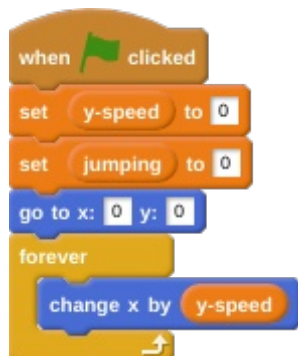 when clicked
set y-speed to 0
set jumping to 0
go to x: 0 y: 0
forever
change x by y-speed